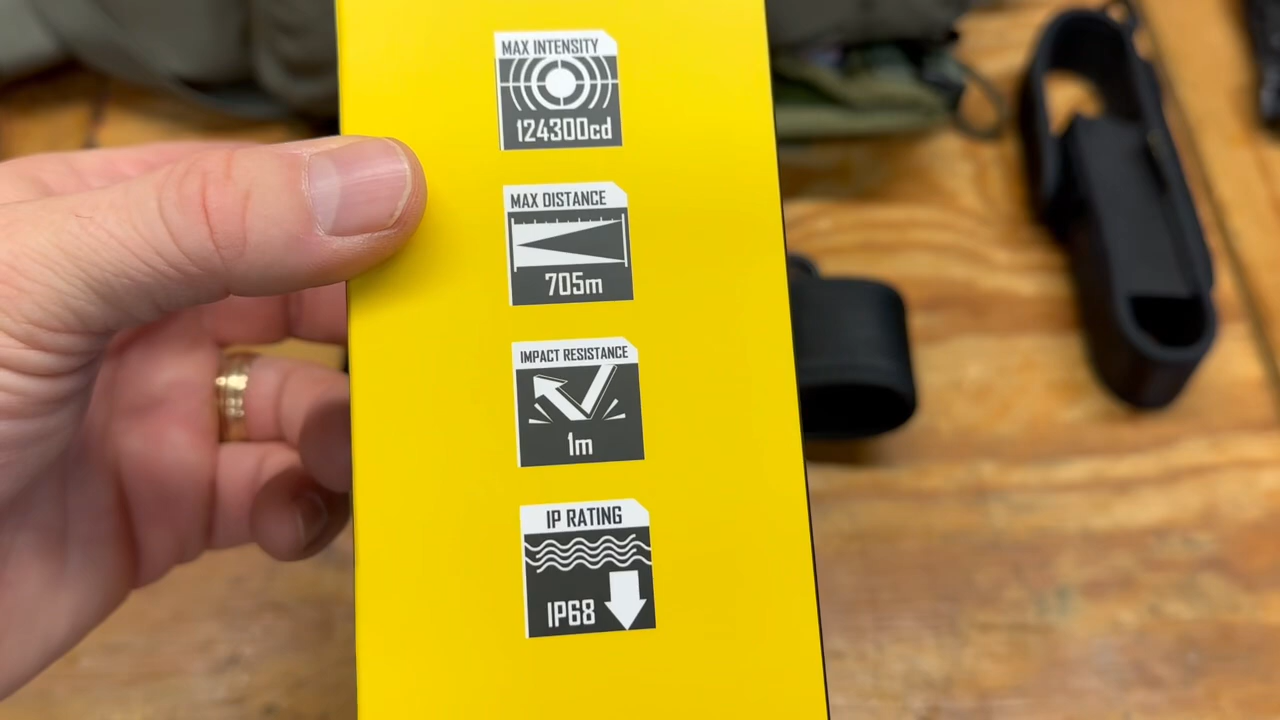 MAX INTENSITY
124300cd
MAX DISTANCE
705m
IMPACT RESISTANCE
1m
IP RATING
IP68